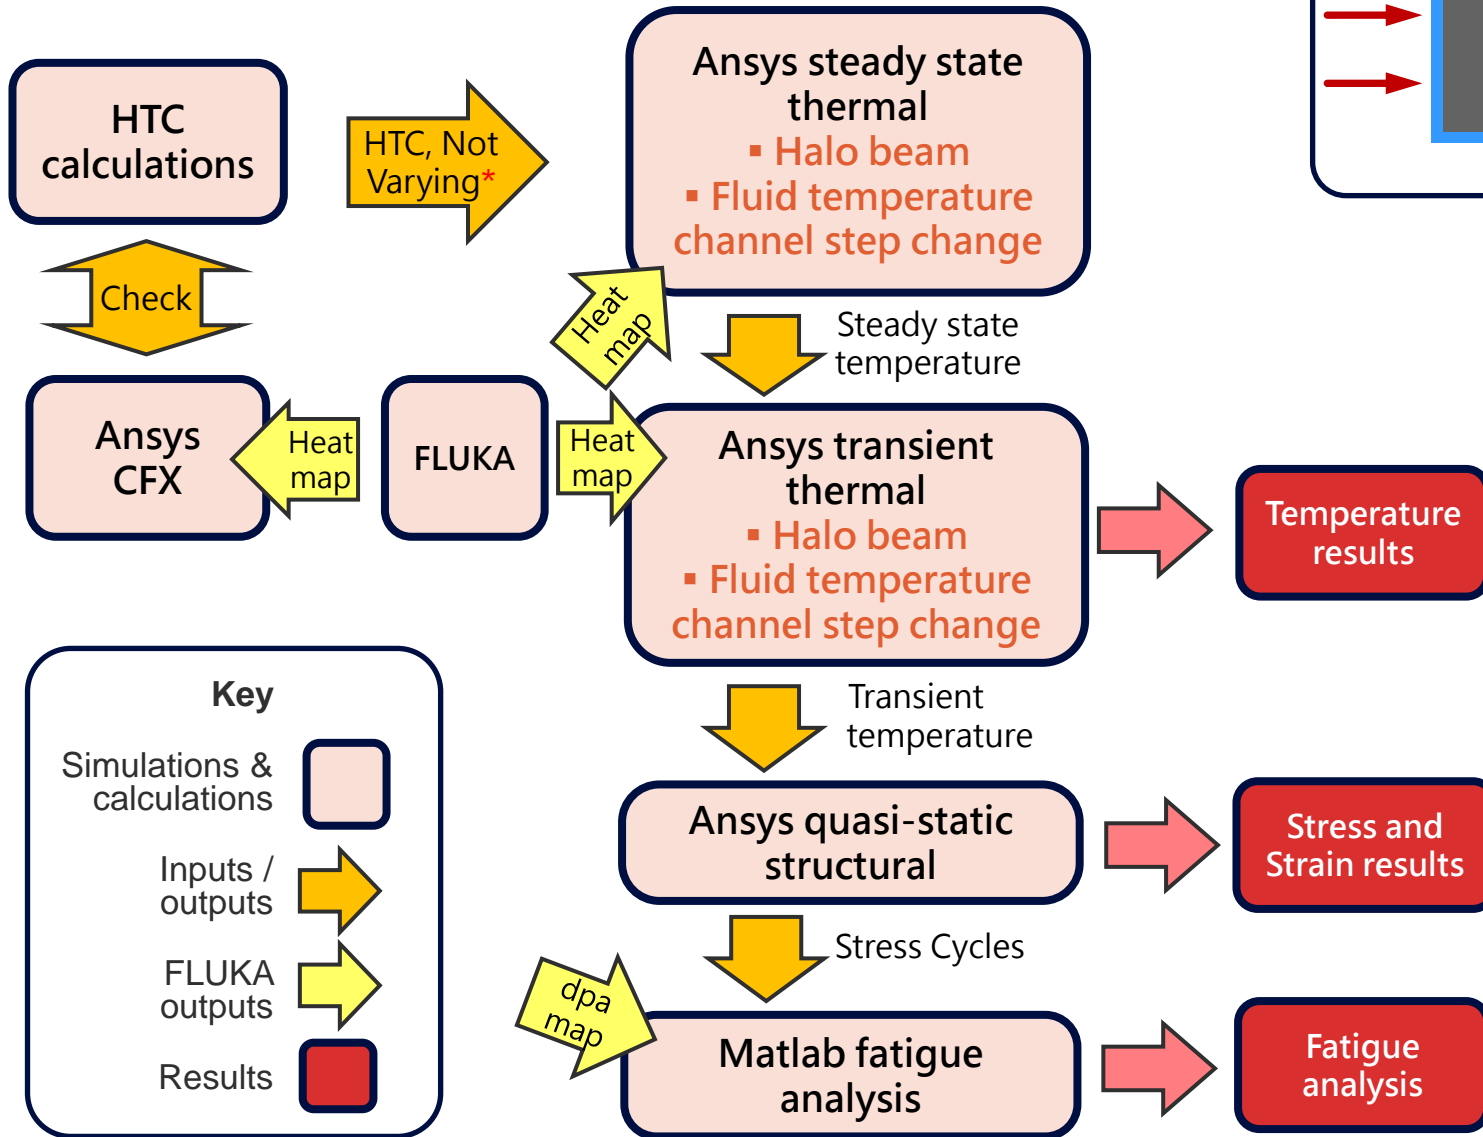 HTC
calculations
HTC, Not
Varying*
Ansys steady state
thermal
▪ Halo beam
▪ Fluid temperature
channel step change
Check
Heat
map
Steady state
temperature
Ansys
CFX
Heat
map
FLUKA
Heat
map
Ansys transient
thermal
▪ Halo beam
▪ Fluid temperature
channel step change
Temperature
results
Key
Simulations &
calculations
Inputs /
outputs
FLUKA
outputs
Results
Transient
temperature
Ansys quasi-static
structural
Stress and
Strain results
Stress Cycles
dpa
map
Matlab fatigue
analysis
Fatigue
analysis